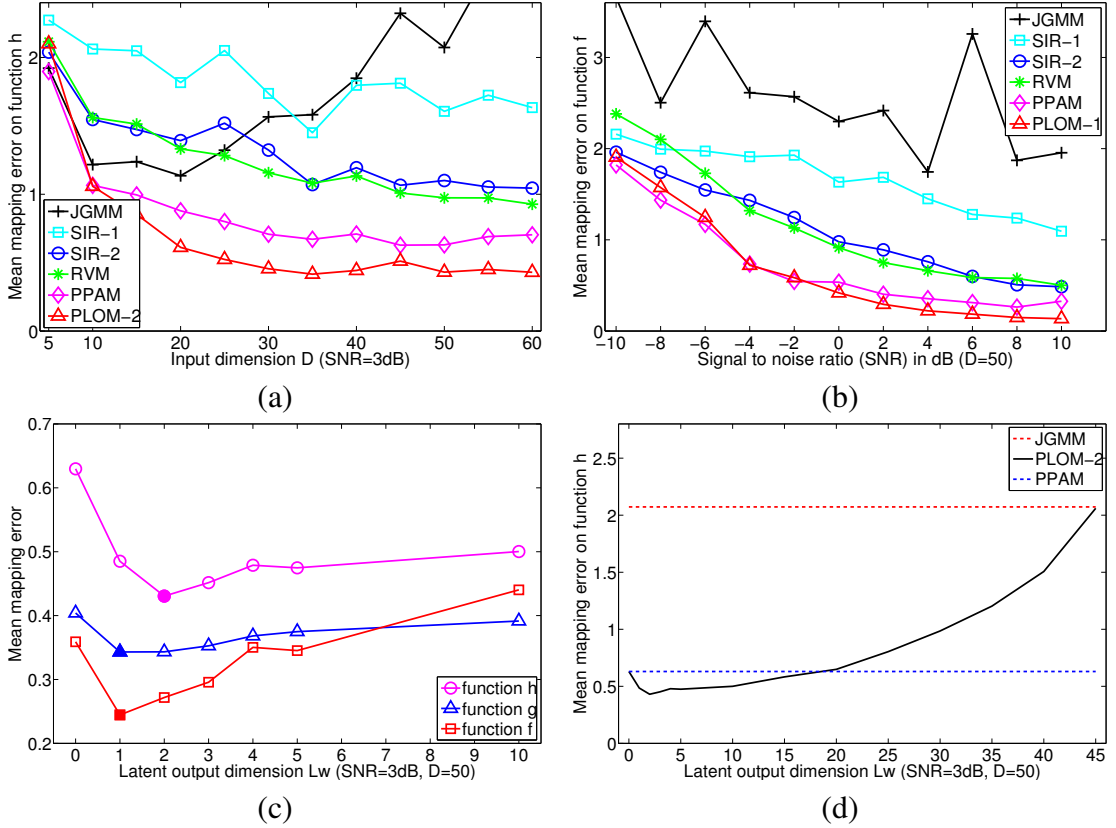 Mean mapping error on function h
2
1
0
JGMM
SIR-1
SIR-2
RVM
PPAM
PLOM-2
5 10 20 30 40 50 60
Input dimension D (SNR=3dB)
(a)
Mean mapping error on function f
3
2
1
0
JGMM
SIR-1
SIR-2
RVM
PPAM
PLOM-1
−10 −8 −6 −4 −2 0 2 4 6 8 10
Signal to noise ratio (SNR) in dB (D=50)
(b)
Mean mapping error
0.7
0.6
0.5
0.4
0.3
0.2
function h
function g
function f
0 1 2 3 4 5 6 7 8 9 10
Latent output dimension Lw (SNR=3dB, D=50)
(c)
Mean mapping error on function h
2.5
2
1.5
1
0.5
0
JGMM
PLOM-2
PPAM
0 5 10 15 20 25 30 35 40 45
Latent output dimension Lw (SNR=3dB, D=50)
(d)